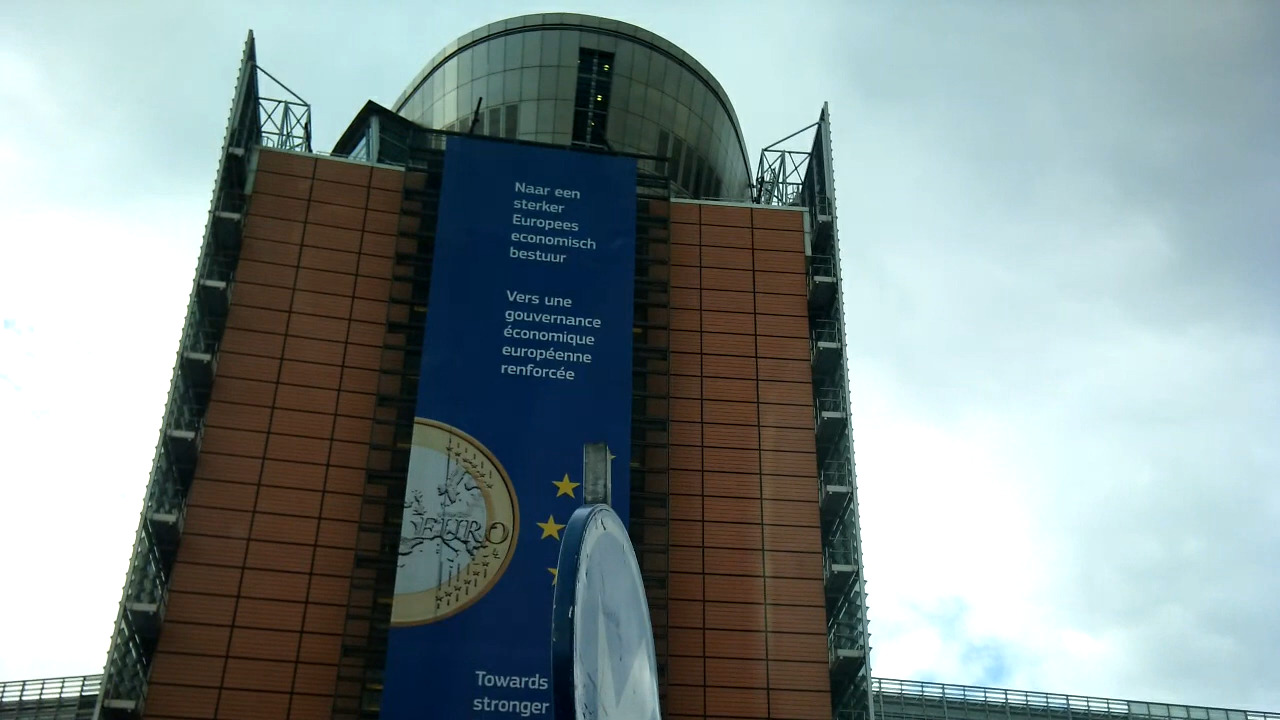 Naar een
sterker
Europees
economisch
bestuur
Vers une
gouvernance
économique
européenne
renforcée
EURO
Towards
stronger